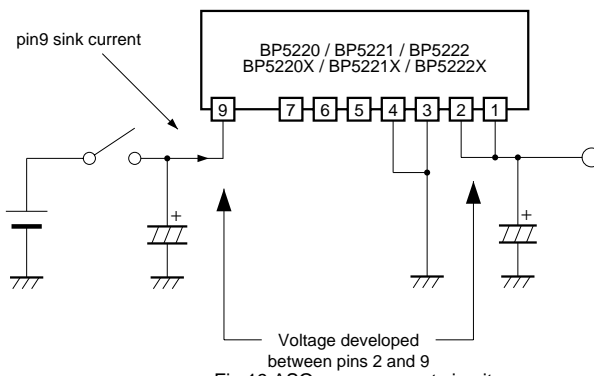 pin9 sink current
BP5220 / BP5221 / BP5222
BP5220X / BP5221X / BP5222X
9 7 6 5 4 3 2 1
+
+
Voltage developed
between pins 2 and 9